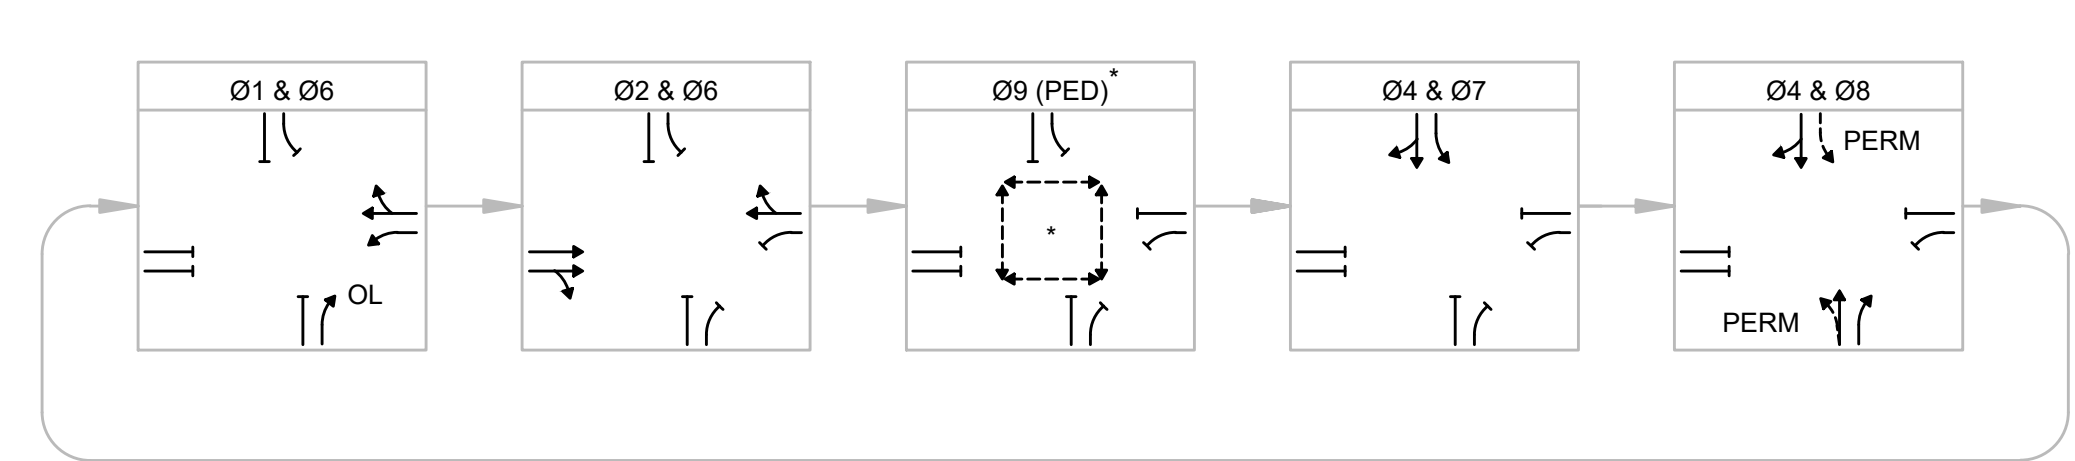 Ø1 & Ø6
Ø2 & Ø6
Ø9 (PED)*
Ø4 & Ø7
Ø4 & Ø8
OL
*
PERM
PERM